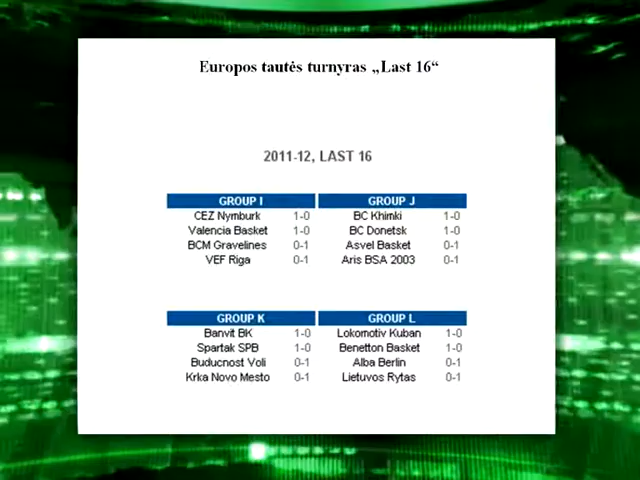 Europos tautės turnyras „Last 16“
2011-12, LAST 16
GROUP I
CEZ Nymburk 1-0
Valencia Basket 1-0
BCM Gravelines 0-1
VEF Riga 0-1
GROUP J
BC Khimki 1-0
BC Donetsk 1-0
Asvel Basket 0-1
Aris BSA 2003 0-1
GROUP K
Banvit BK 1-0
Spartak SPB 1-0
Buducnost Voli 0-1
Krka Novo Mesto 0-1
GROUP L
Lokomotiv Kuban 1-0
Benetton Basket 1-0
Alba Berlin 0-1
Lietuvos Rytas 0-1